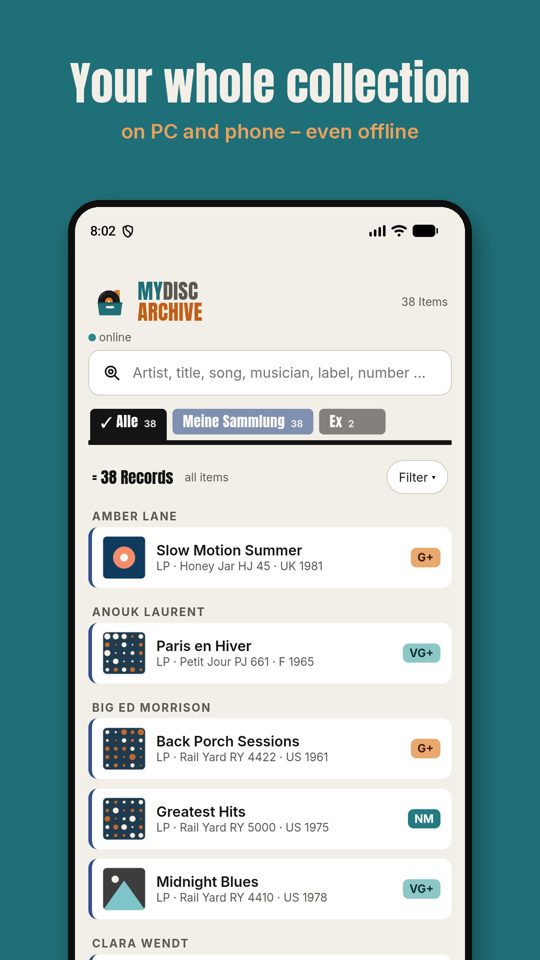 Your whole collection
on PC and phone – even offline
8:02
MYDISC
ARCHIVE
38 Items
online
Artist, title, song, musician, label, number ...
✓ Alle 38
Meine Sammlung 38
Ex 2
= 38 Records all items
Filter ▾
AMBER LANE
Slow Motion Summer
LP · Honey Jar HJ 45 · UK 1981
G+
ANOUK LAURENT
Paris en Hiver
LP · Petit Jour PJ 661 · F 1965
VG+
BIG ED MORRISON
Back Porch Sessions
LP · Rail Yard RY 4422 · US 1961
G+
Greatest Hits
LP · Rail Yard RY 5000 · US 1975
NM
Midnight Blues
LP · Rail Yard RY 4410 · US 1978
VG+
CLARA WENDT